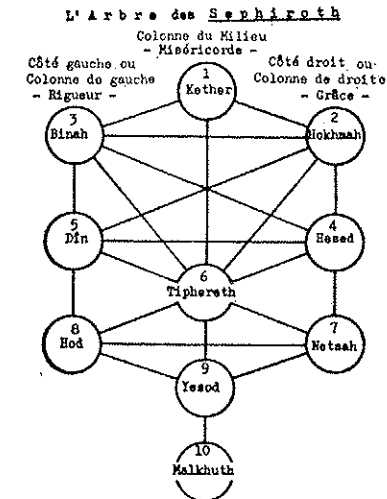 L'Arbre des Sephiroth
Colonne du Milieu
- Miséricorde -
Côté gauche ou
Colonne de gauche
- Rigueur -
Côté droit ou
Colonne de droite
- Grâce -
1
Kether
3
Binah
2
Hokhmah
5
Dîn
4
Hesed
6
Tiphereth
8
Hod
7
Netsah
9
Yesod
10
Malkhuth